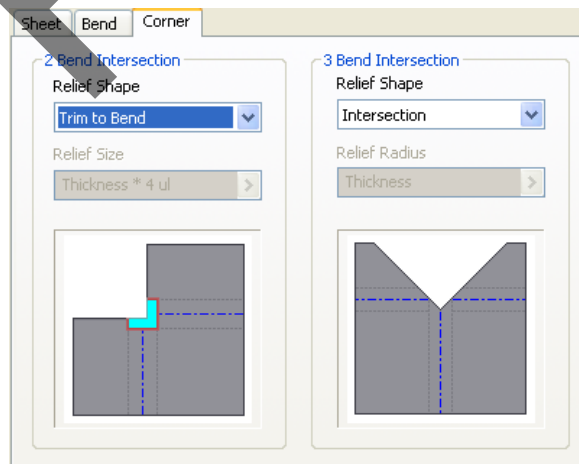 Sheet Bend Corner
2 Bend Intersection
Relief Shape
Trim to Bend
Relief Size
Thickness * 4 ul
3 Bend Intersection
Relief Shape
Intersection
Relief Radius
Thickness